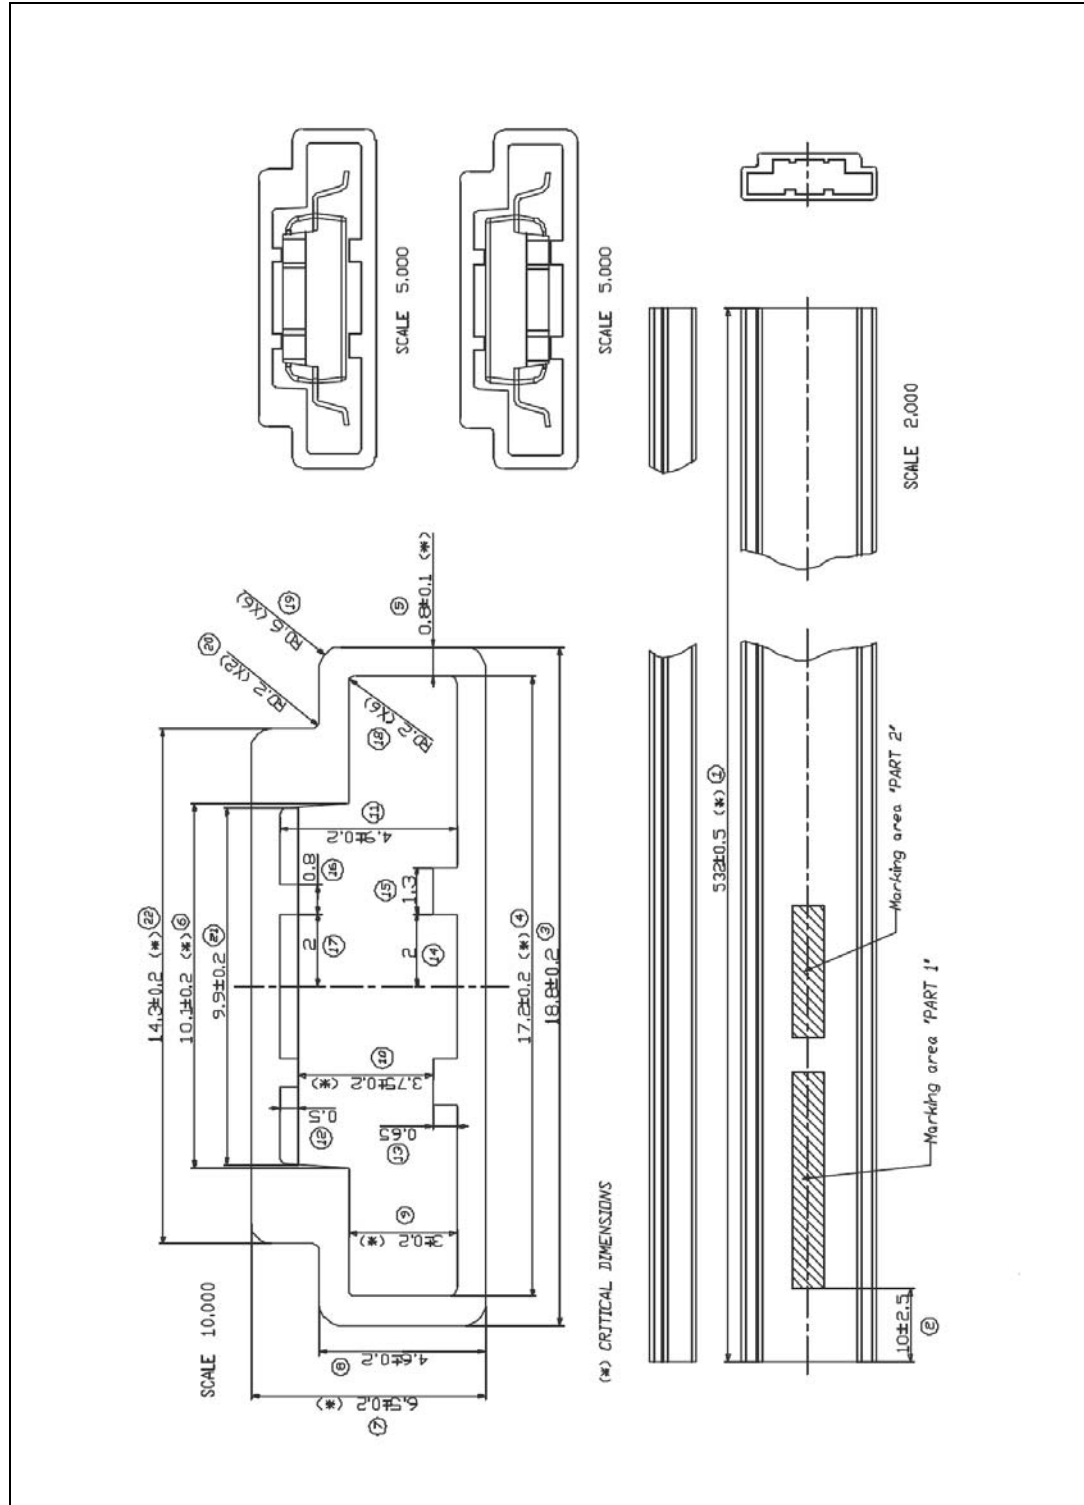 SCALE 5,000
SCALE 5,000
SCALE 2,000
SCALE 10,000
14,3±0,2 (*) 22
10,1±0,2 (*) 6
9,9±0,2 21
R0,2 (X2) 20
R0,6 (X6) 19
R0,2 (X6) 18
0,8±0,1 (*) 5
4,9±0,2 11
0,8 16
2 17
1,3 15
2 14
3,75±0,2 (*) 10
0,5 12
0,65 13
3±0,2 (*) 9
17,2±0,2 (*) 4
18,8±0,2 3
4,6±0,2 8
6,5±0,2 (*) 7
(*) CRITICAL DIMENSIONS
532±0,5 (*) 1
Marking area 'PART 2'
Marking area 'PART 1'
10±2,5
2